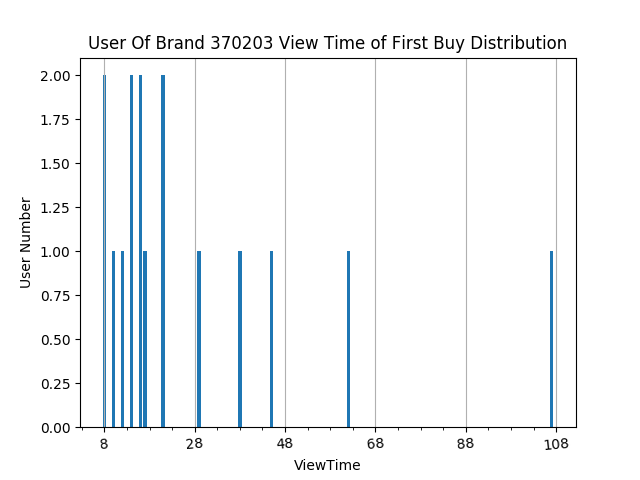 User Of Brand 370203 View Time of First Buy Distribution
2.00
1.75
1.50
1.25
1.00
0.75
0.50
0.25
0.00
User Number
8 28 48 68 88 108
ViewTime